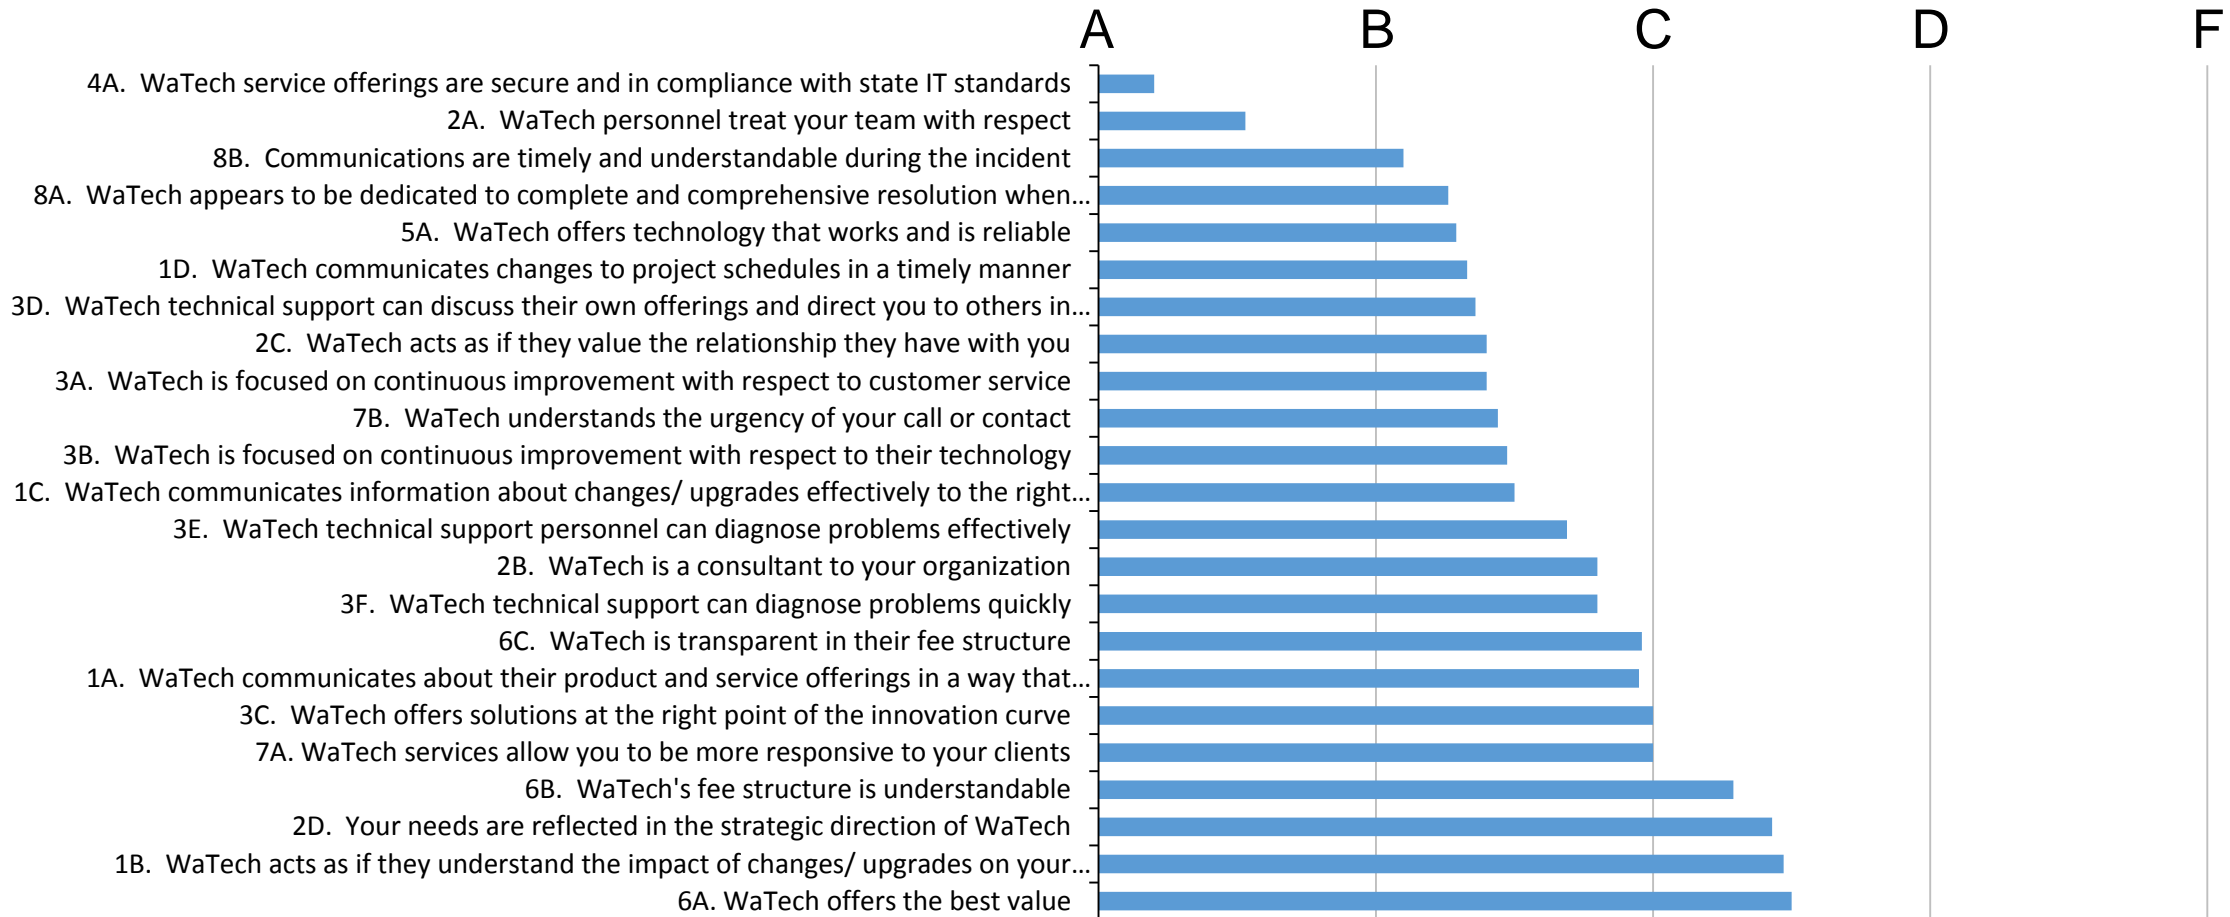 A B C D F
4A. WaTech service offerings are secure and in compliance with state IT standards
2A. WaTech personnel treat your team with respect
8B. Communications are timely and understandable during the incident
8A. WaTech appears to be dedicated to complete and comprehensive resolution when...
5A. WaTech offers technology that works and is reliable
1D. WaTech communicates changes to project schedules in a timely manner
3D. WaTech technical support can discuss their own offerings and direct you to others in...
2C. WaTech acts as if they value the relationship they have with you
3A. WaTech is focused on continuous improvement with respect to customer service
7B. WaTech understands the urgency of your call or contact
3B. WaTech is focused on continuous improvement with respect to their technology
1C. WaTech communicates information about changes/ upgrades effectively to the right...
3E. WaTech technical support personnel can diagnose problems effectively
2B. WaTech is a consultant to your organization
3F. WaTech technical support can diagnose problems quickly
6C. WaTech is transparent in their fee structure
1A. WaTech communicates about their product and service offerings in a way that...
3C. WaTech offers solutions at the right point of the innovation curve
7A. WaTech services allow you to be more responsive to your clients
6B. WaTech's fee structure is understandable
2D. Your needs are reflected in the strategic direction of WaTech
1B. WaTech acts as if they understand the impact of changes/ upgrades on your...
6A. WaTech offers the best value